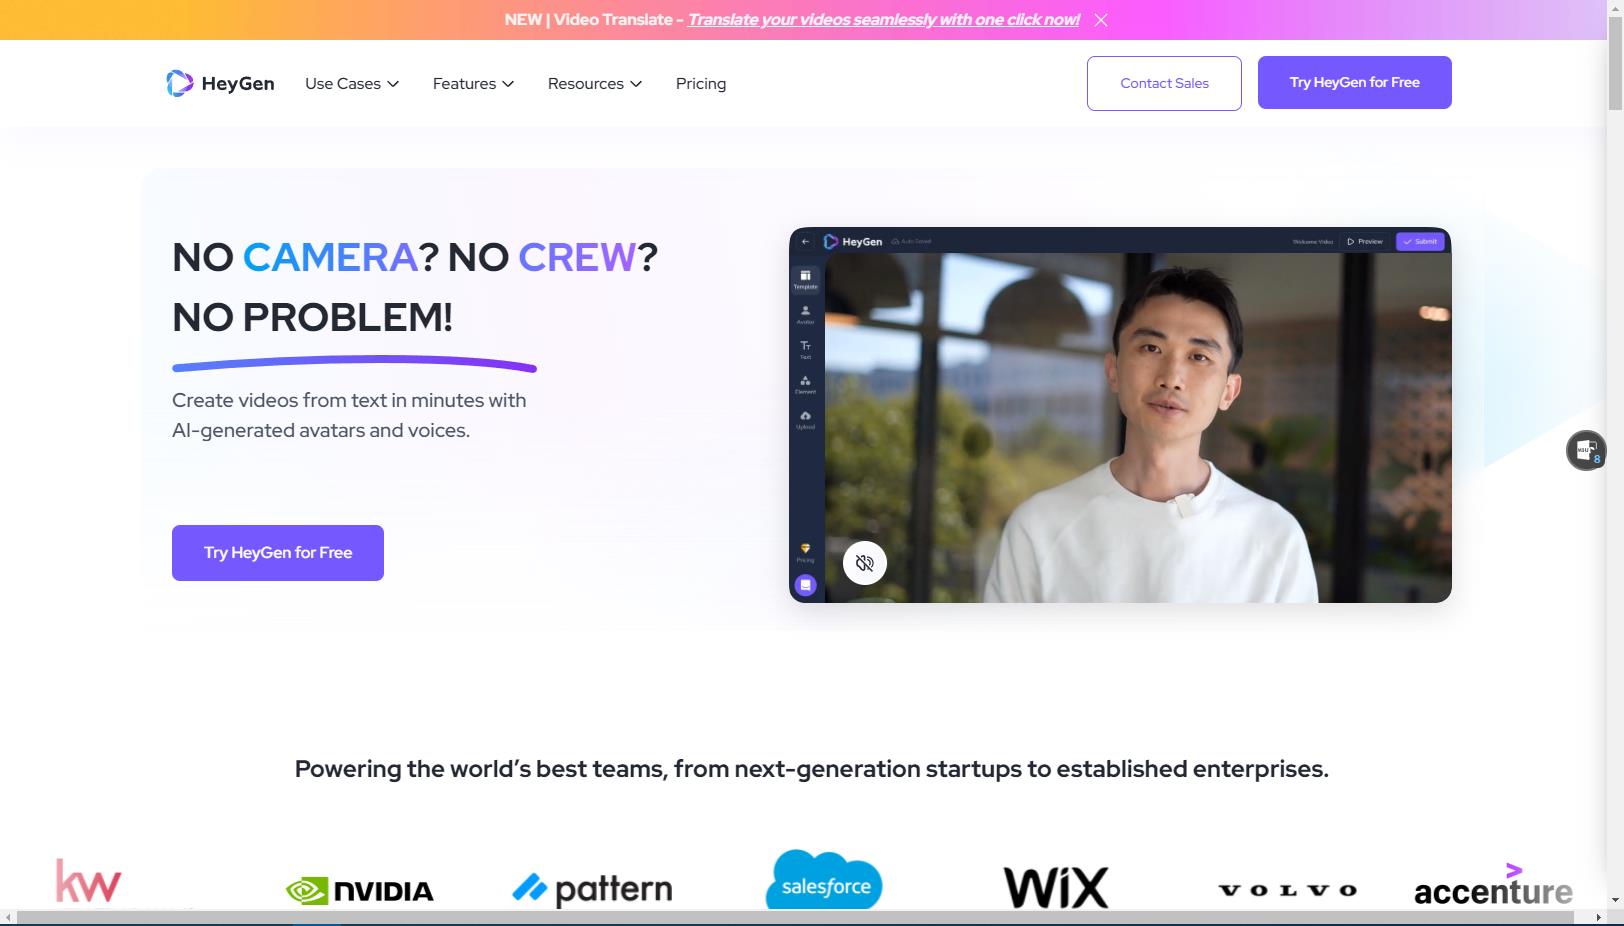 NEW | Video Translate - Translate your videos seamlessly with one click now!
HeyGen
Use Cases
Features
Resources
Pricing
Contact Sales
Try HeyGen for Free
NO CAMERA? NO CREW?
NO PROBLEM!
Create videos from text in minutes with
AI-generated avatars and voices.
Try HeyGen for Free
HeyGen
Auto Saved
Welcome Video
Preview
Submit
Template
Avatar
Text
Element
Upload
Pricing
8
Powering the world’s best teams, from next-generation startups to established enterprises.
kw
NVIDIA
pattern
salesforce
WiX
VOLVO
accenture